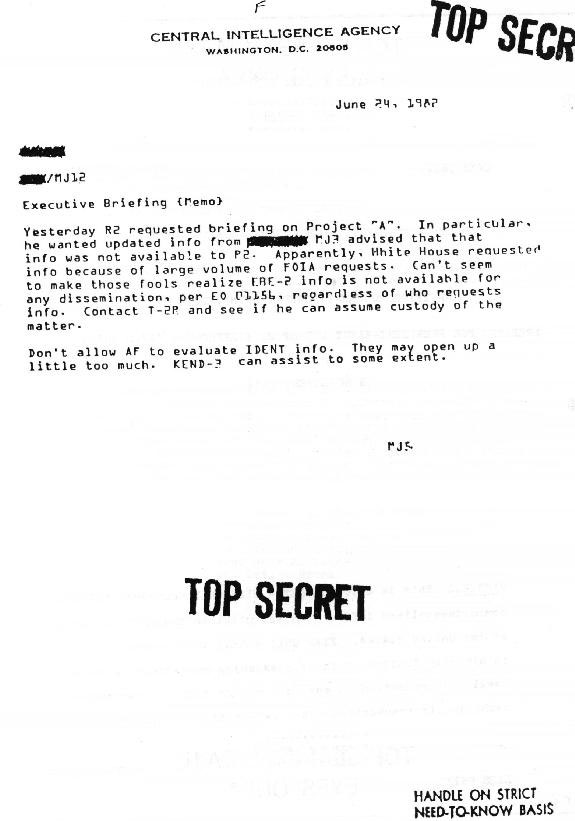 F
CENTRAL INTELLIGENCE AGENCY
WASHINGTON, D.C. 20505
TOP SECR
June 24, 1982
/MJ12
Executive Briefing {Memo}
Yesterday R2 requested briefing on Project "A". In particular,
he wanted updated info from MJ3 advised that that
info was not available to P2. Apparently, White House requested
info because of large volume of FOIA requests. Can't seem
to make those fools realize EBE-2 info is not available for
any dissemination, per EO 01156, regardless of who requests
info. Contact T-2P and see if he can assume custody of the
matter.
Don't allow AF to evaluate IDENT info. They may open up a
little too much. KEND-3 can assist to some extent.
MJ5
TOP SECRET
HANDLE ON STRICT
NEED-TO-KNOW BASIS